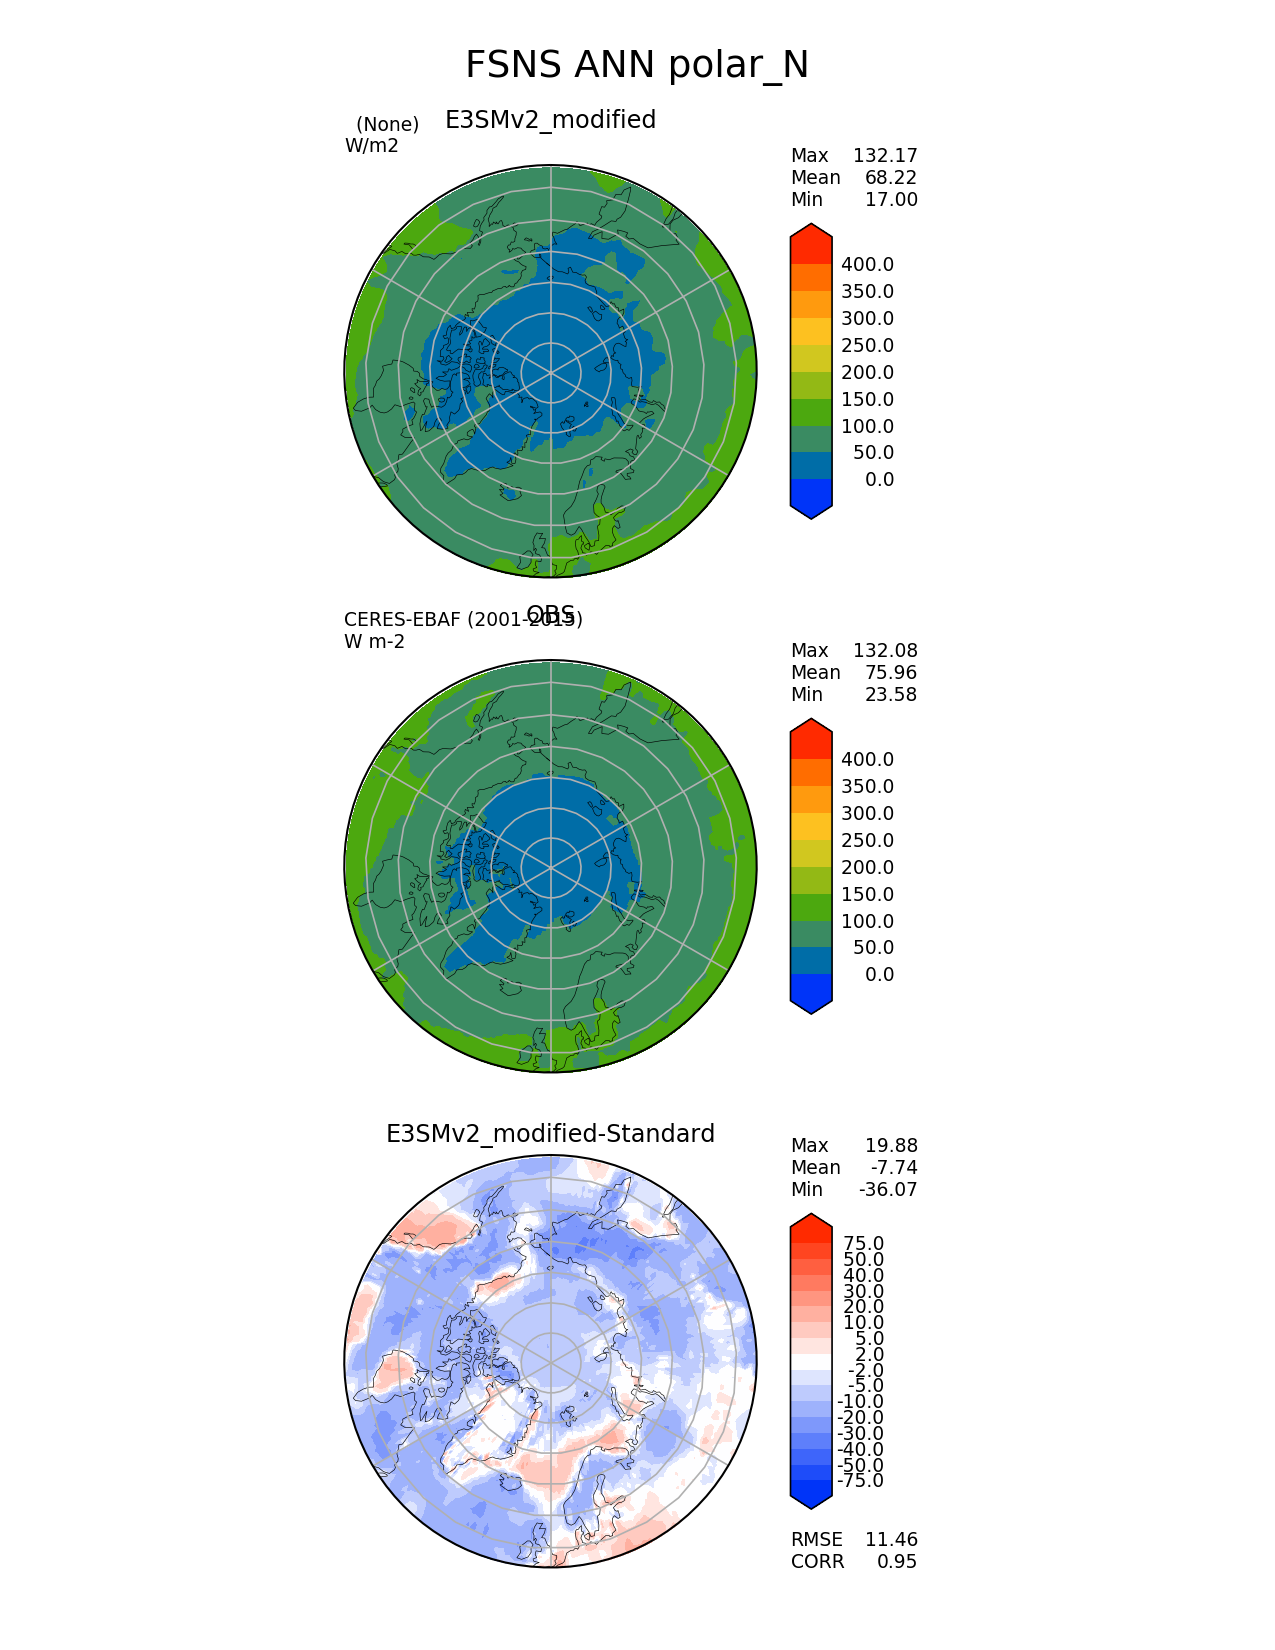 FSNS ANN polar_N
(None)
E3SMv2_modified
W/m2
Max 132.17
Mean 68.22
Min 17.00
400.0
350.0
300.0
250.0
200.0
150.0
100.0
50.0
0.0
OBS
CERES-EBAF (2001-2015)
W m-2
Max 132.08
Mean 75.96
Min 23.58
400.0
350.0
300.0
250.0
200.0
150.0
100.0
50.0
0.0
E3SMv2_modified-Standard
Max 19.88
Mean -7.74
Min -36.07
75.0
50.0
40.0
30.0
20.0
10.0
5.0
2.0
-2.0
-5.0
-10.0
-20.0
-30.0
-40.0
-50.0
-75.0
RMSE 11.46
CORR 0.95